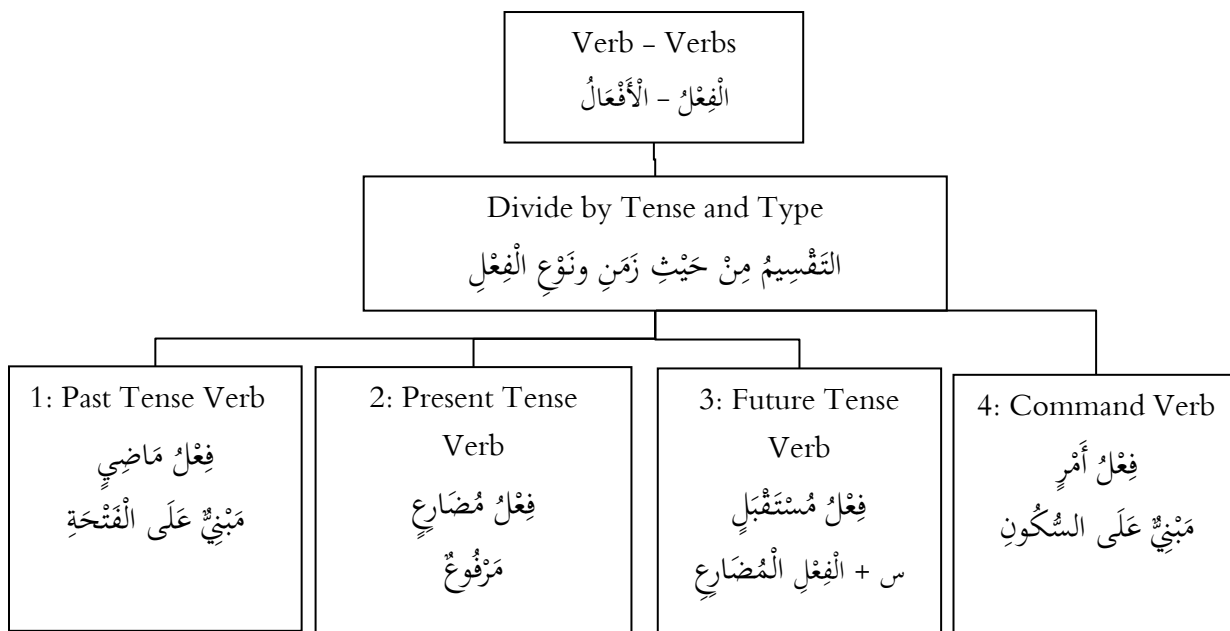 Verb – Verbs
الْفِعْلُ – الْأَفْعَالُ
Divide by Tense and Type
التَقْسِيمُ مِنْ حَيْثِ زَمَنِ ونَوْعِ الْفِعْلِ
1: Past Tense Verb
فِعْلُ مَاضِيٍ
مَبْنِيٌّ عَلَى الْفَتْحَةِ
2: Present Tense
Verb
فِعْلُ مُضَارِعٍ
مَرْفُوعٌ
3: Future Tense
Verb
فِعْلُ مُسْتَقْبَلٍ
س + الْفِعْلِ الْمُضَارِعِ
4: Command Verb
فِعْلُ أَمْرٍ
مَبْنِيٌّ عَلَى السُّكُونِ